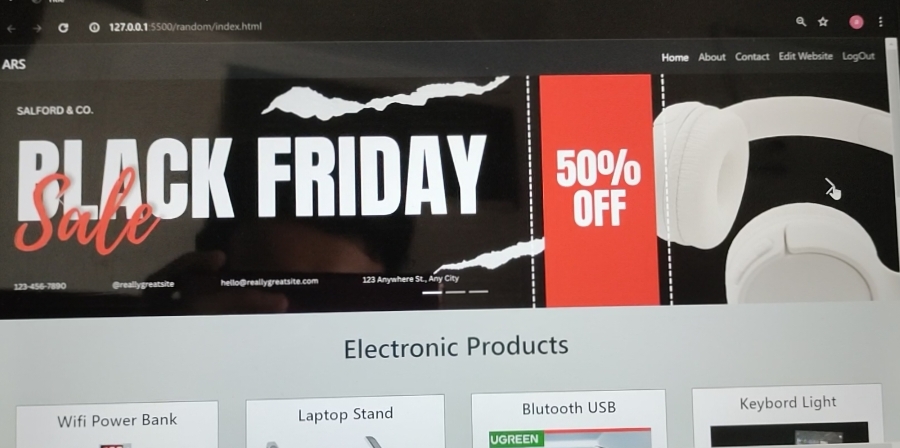 127.0.0.1:5500/random/index.html
ARS
Home About Contact Edit Website LogOut
SALFORD & CO.
BLACK FRIDAY
Sale
50%
OFF
123-456-7890 @reallygreatsite hello@reallygreatsite.com 123 Anywhere St., Any City
Electronic Products
Wifi Power Bank Laptop Stand Blutooth USB Keybord Light
UGREEN